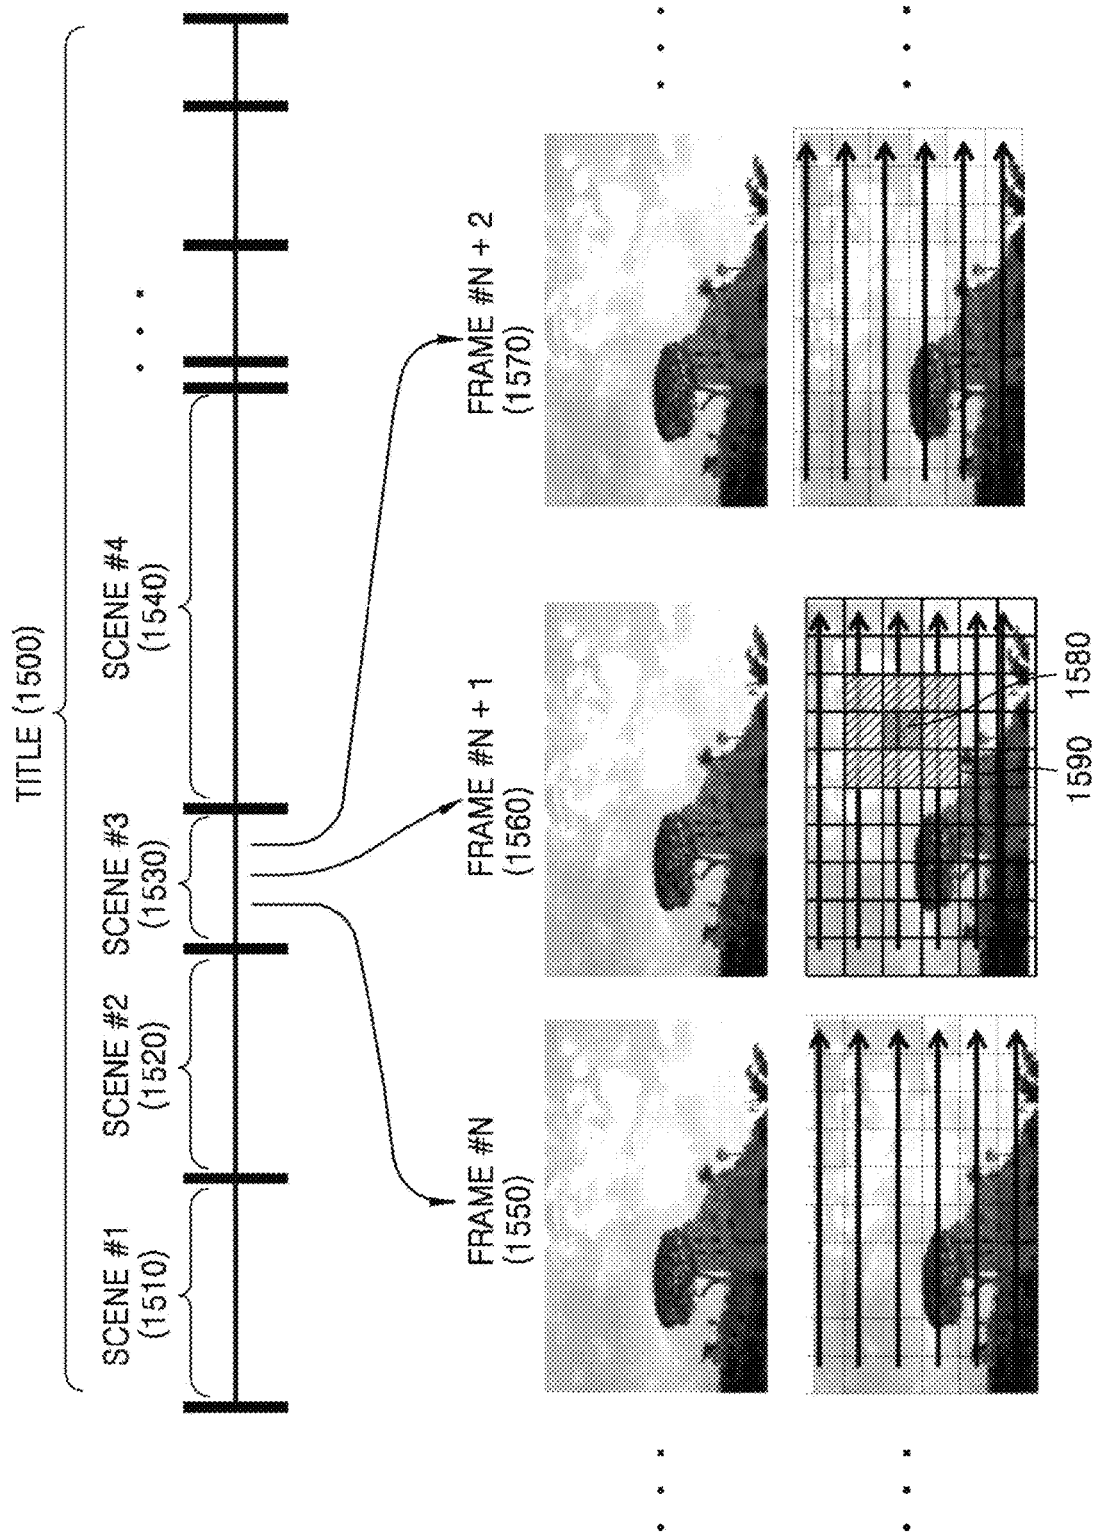 TITLE (1500)
SCENE #1
(1510)
SCENE #2
(1520)
SCENE #3
(1530)
SCENE #4
(1540)
FRAME #N
(1550)
FRAME #N + 1
(1560)
FRAME #N + 2
(1570)
1590
1580